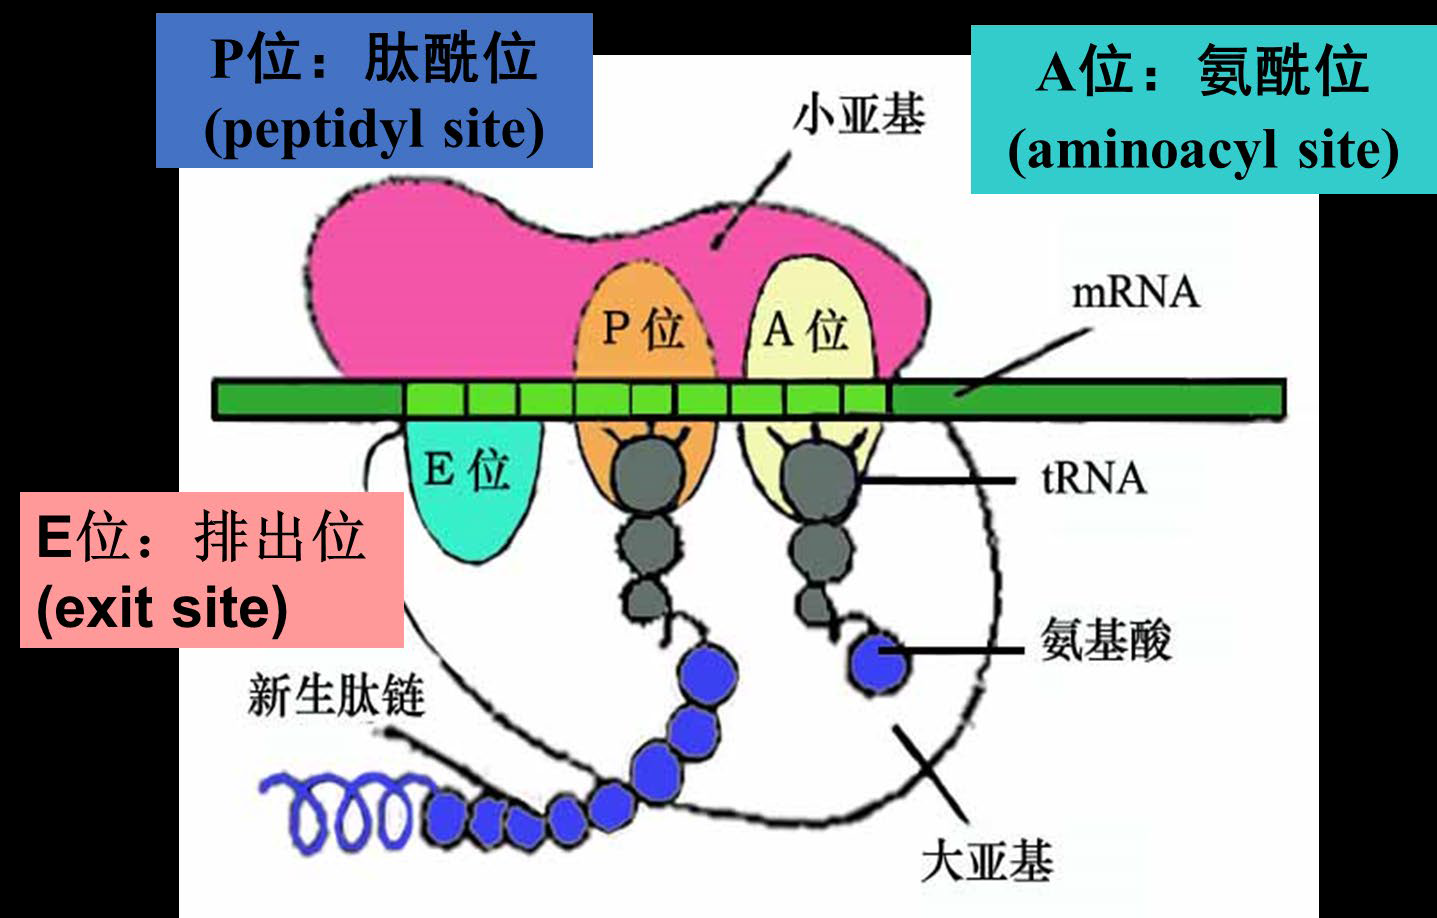 P位：肽酰位
(peptidyl site)
A位：氨酰位
(aminoacyl site)
小亚基
mRNA
P位
A位
E位
tRNA
E位：排出位
(exit site)
氨基酸
新生肽链
大亚基